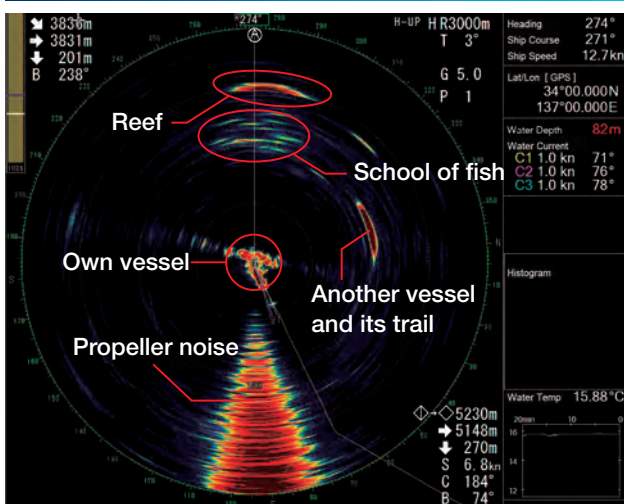 3836m
3831m
201m
B 238°
274°
A
H-UP H R3000m
T 3°
G 5.0
P 1
Heading 274°
Ship Course 271°
Ship Speed 12.7kn
Lat/Lon [GPS]
34°00.000N
137°00.000E
Water Depth 82m
Water Current
C1 1.0 kn 71°
C2 1.0 kn 76°
C3 1.0 kn 78°
Reef
School of fish
Own vessel
Another vessel
and its trail
Propeller noise
Histogram
Water Temp 15.88°C
20min 10 0
16
14
12
5230m
5148m
270m
S 6.8kn
C 184°
B 74°
N
S